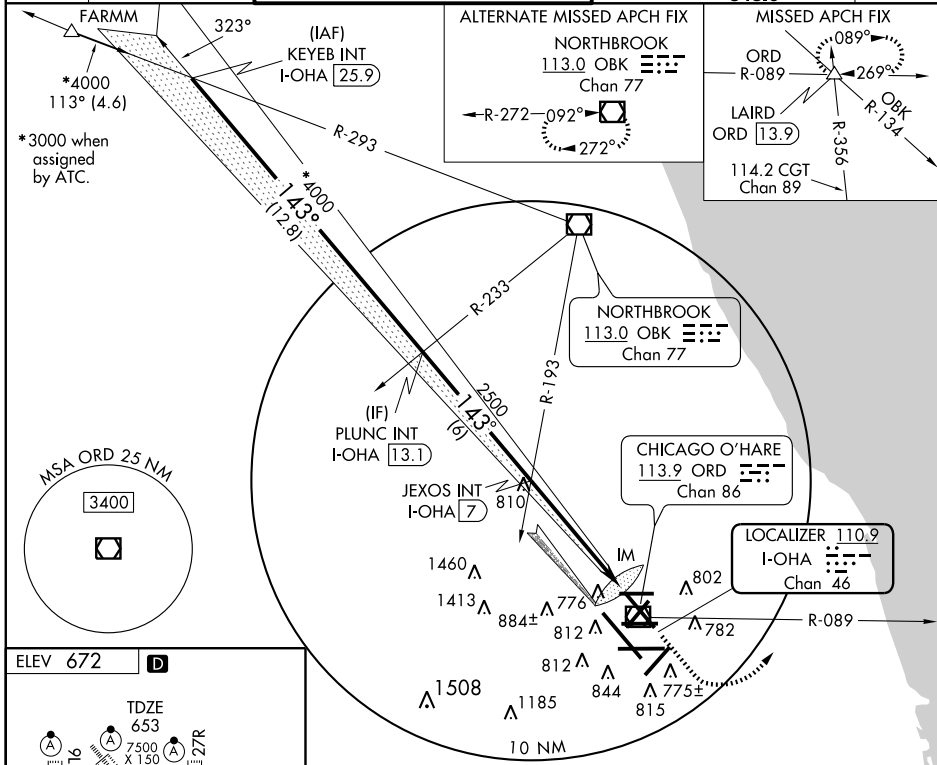 FARMM
323°
(IAF)
KEYEB INT
I-OHA 25.9
*4000
113° (4.6)
*3000 when
assigned
by ATC.
R-293
*4000
143°
(12.8)
ALTERNATE MISSED APCH FIX
NORTHBROOK
113.0 OBK
Chan 77
R-272
092°
272°
MISSED APCH FIX
089°
ORD
R-089
269°
OBK
R-134
LAIRD
ORD 13.9
R-356
114.2 CGT
Chan 89
R-233
NORTHBROOK
113.0 OBK
Chan 77
R-193
2500
143°
(6)
(IF)
PLUNC INT
I-OHA 13.1
MSA ORD 25 NM
3400
JEXOS INT
I-OHA 7
810
CHICAGO O'HARE
113.9 ORD
Chan 86
LOCALIZER 110.9
I-OHA
Chan 46
IM
1460
1413
884±
776
812
802
782
R-089
812
844
815
775±
1508
1185
10 NM
ELEV 672
D
TDZE
653
A
A
A
7500
X 150
27R